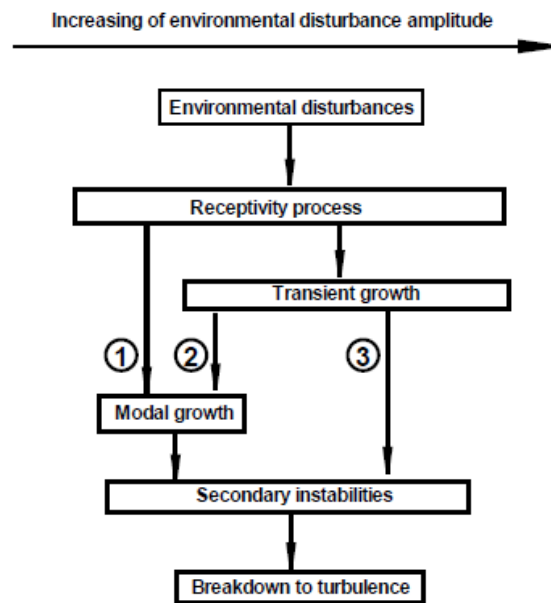 Increasing of environmental disturbance amplitude
Environmental disturbances
Receptivity process
Transient growth
1 2 3
Modal growth
Secondary instabilities
Breakdown to turbulence